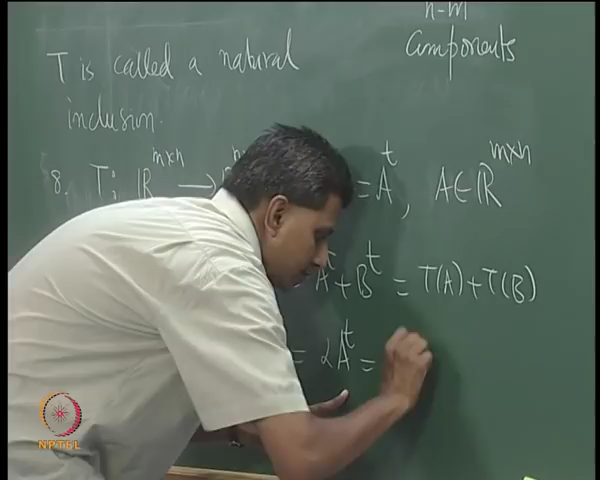 n-m
T is called a natural
Components
inclusion.
8. T: ℝ^{m×n} → = A^t, A∈ℝ^{m×n}
A^t + B^t = T(A) + T(B)
= αA^t =
NPTEL